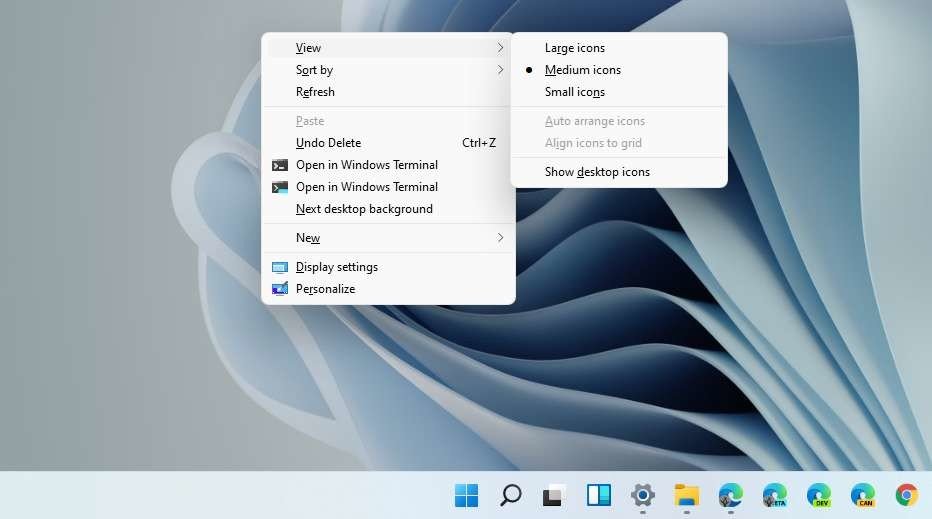 View
Sort by
Refresh
Paste
Undo Delete Ctrl+Z
Open in Windows Terminal
Open in Windows Terminal
Next desktop background
New
Display settings
Personalize
Large icons
Medium icons
Small icons
Auto arrange icons
Align icons to grid
Show desktop icons
BETA
DEV
CAN